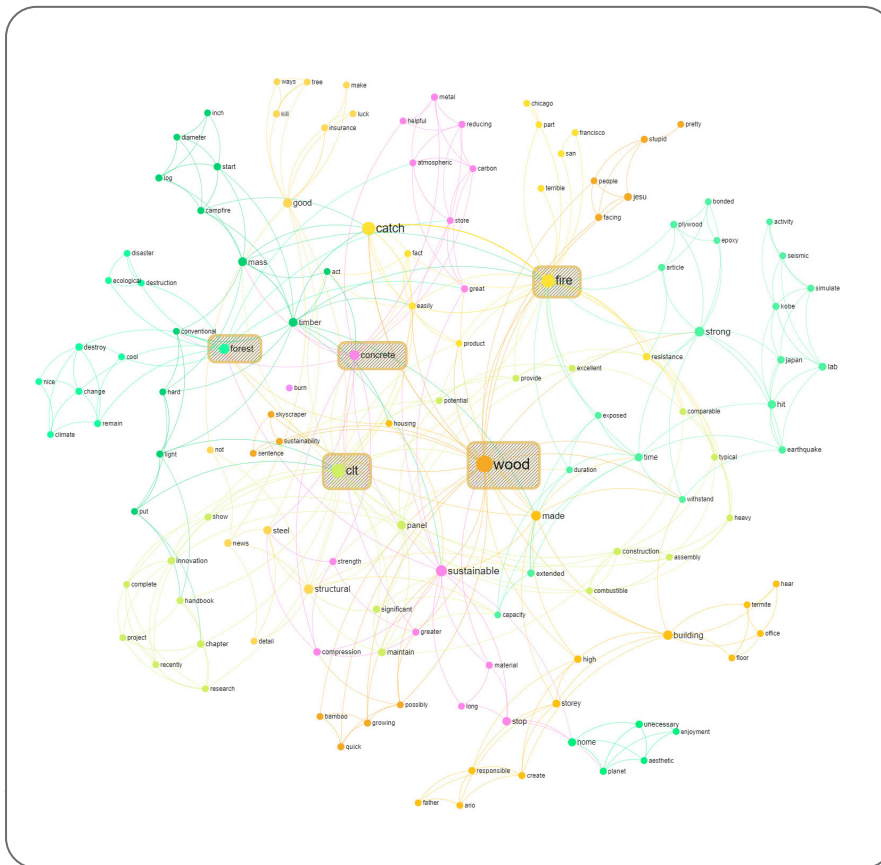 ways
tree
make
metal
chicago
pretty
inch
kill
luck
helpful
reducing
part
francisco
stupid
diameter
insurance
san
start
atmospheric
carbon
people
log
terrible
jesu
bonded
campfire
good
store
facing
plywood
activity
catch
epoxy
disaster
fact
seismic
mass
act
article
ecological
destruction
great
fire
simulate
easily
kobe
timber
conventional
strong
destroy
forest
concrete
product
resistance
japan
cool
excellent
lab
nice
change
burn
provide
hard
potential
comparable
hit
climate
remain
skyscraper
housing
exposed
sustainability
not
sentence
light
time
typical
earthquake
clt
wood
duration
put
show
made
withstand
heavy
panel
news
steel
innovation
strength
construction
assembly
complete
sustainable
extended
structural
combustible
hear
handbook
significant
capacity
termite
project
chapter
detail
greater
building
office
compression
maintain
floor
recently
material
high
research
possibly
long
storey
bamboo
growing
stop
unecessary
enjoyment
quick
home
aesthetic
responsible
create
planet
father
ario